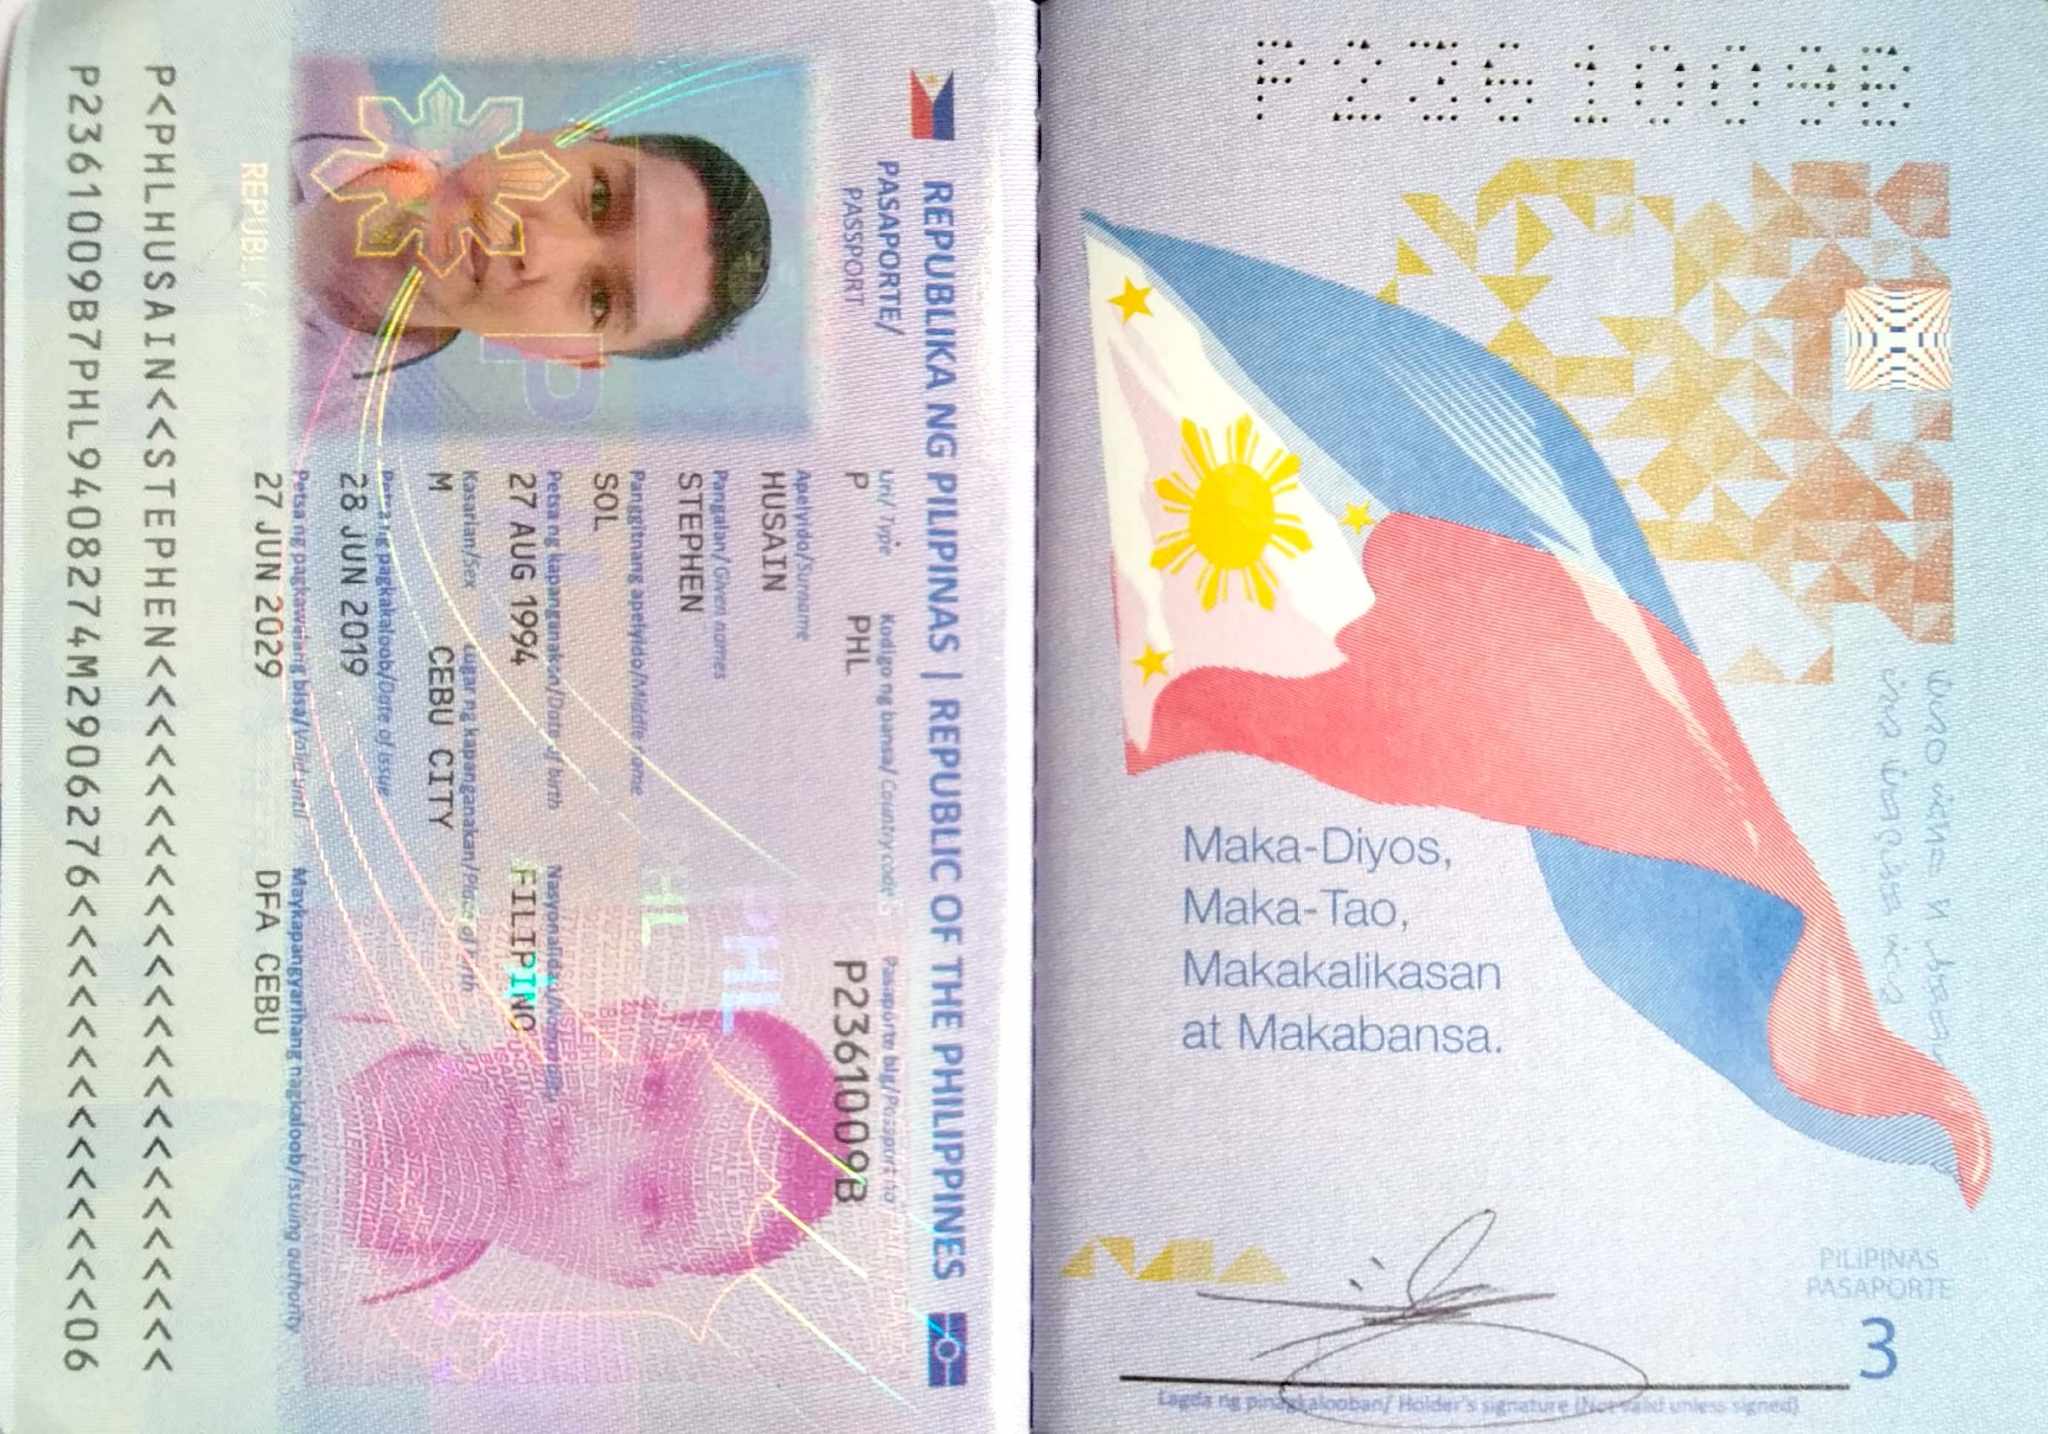 REPUBLIKA NG PILIPINAS | REPUBLIC OF THE PHILIPPINES
PASAPORTE/
PASSPORT
Uri/Type
Kodigo ng bansa/Country code
Pasaporte blg/Passport no
P
PHL
P2361009B
Apelyido/Surname
HUSAIN
Pangalan/Given names
STEPHEN
Panggitnang apelyido/Middle name
SOL
Petsa ng kapanganakan/Date of birth
Nasyonalidad/Nationality
27 AUG 1994
FILIPINO
Kasarian/Sex
Lugar ng kapanganakan/Place of birth
M
CEBU CITY
Petsa ng pagkakaloob/Date of issue
28 JUN 2019
Petsa ng pagkawalang bisa/Valid until
Maykapangyarihang nagkaloob/Issuing authority
27 JUN 2029
DFA CEBU
REPUBLIKA
P<PHLHUSAIN<<STEPHEN<<<<<<<<<<<<<<<<<<<<<<<<
P2361009B7PHL9408274M2906276<<<<<<<<<<<<<<06
P2361009B
Maka-Diyos,
Maka-Tao,
Makakalikasan
at Makabansa.
PILIPINAS
PASAPORTE
3
Lagda ng pinagkalooban/ Holder's signature (Not valid unless signed)